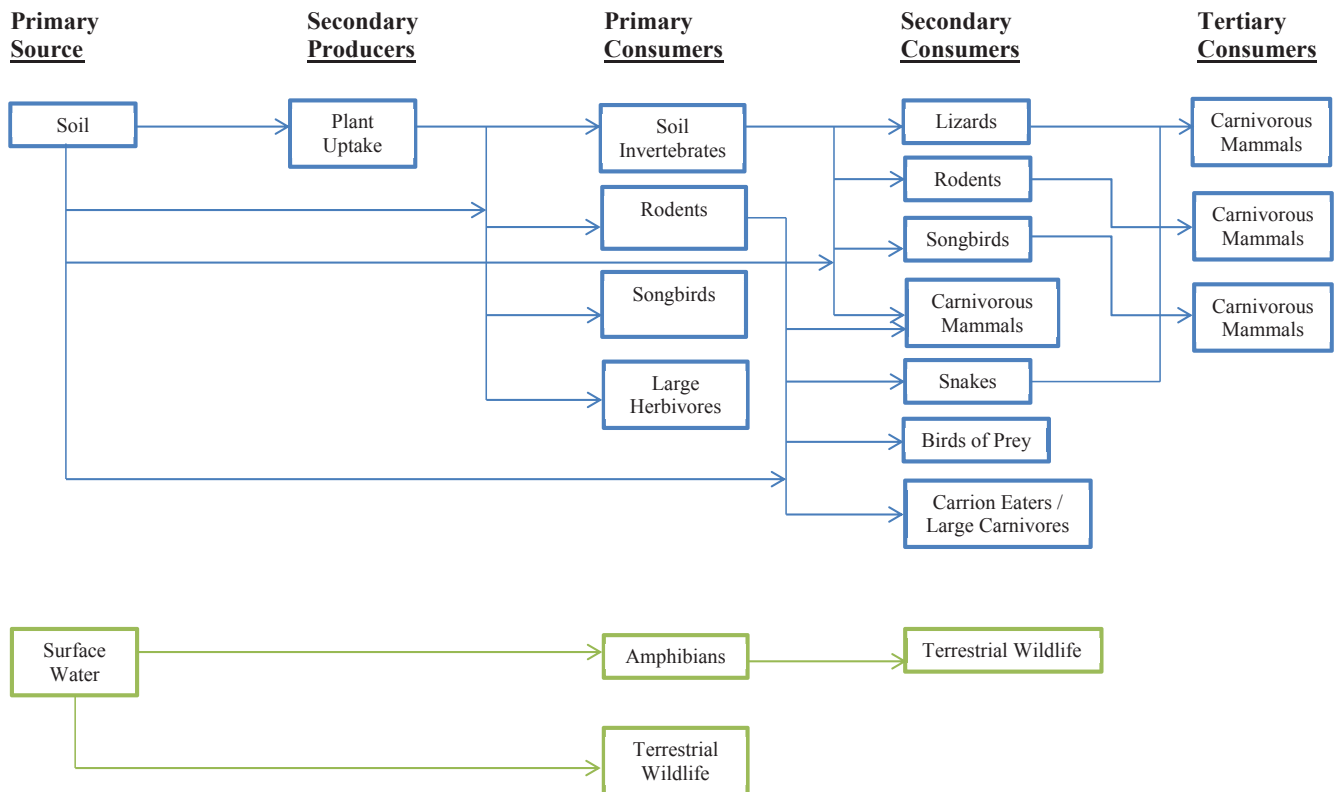 Primary
Source
Secondary
Producers
Primary
Consumers
Secondary
Consumers
Tertiary
Consumers
Soil
Plant
Uptake
Soil
Invertebrates
Rodents
Songbirds
Large
Herbivores
Lizards
Rodents
Songbirds
Carnivorous
Mammals
Snakes
Birds of Prey
Carrion Eaters /
Large Carnivores
Carnivorous
Mammals
Carnivorous
Mammals
Carnivorous
Mammals
Surface
Water
Amphibians
Terrestrial Wildlife
Terrestrial
Wildlife